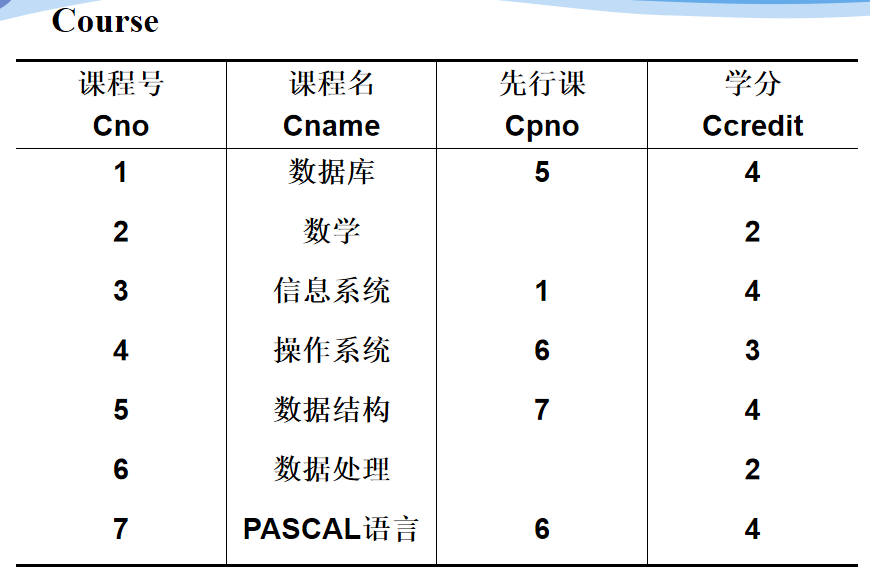 Course
课程号 课程名 先行课 学分
Cno Cname Cpno Ccredit
1 数据库 5 4
2 数学 2
3 信息系统 1 4
4 操作系统 6 3
5 数据结构 7 4
6 数据处理 2
7 PASCAL语言 6 4